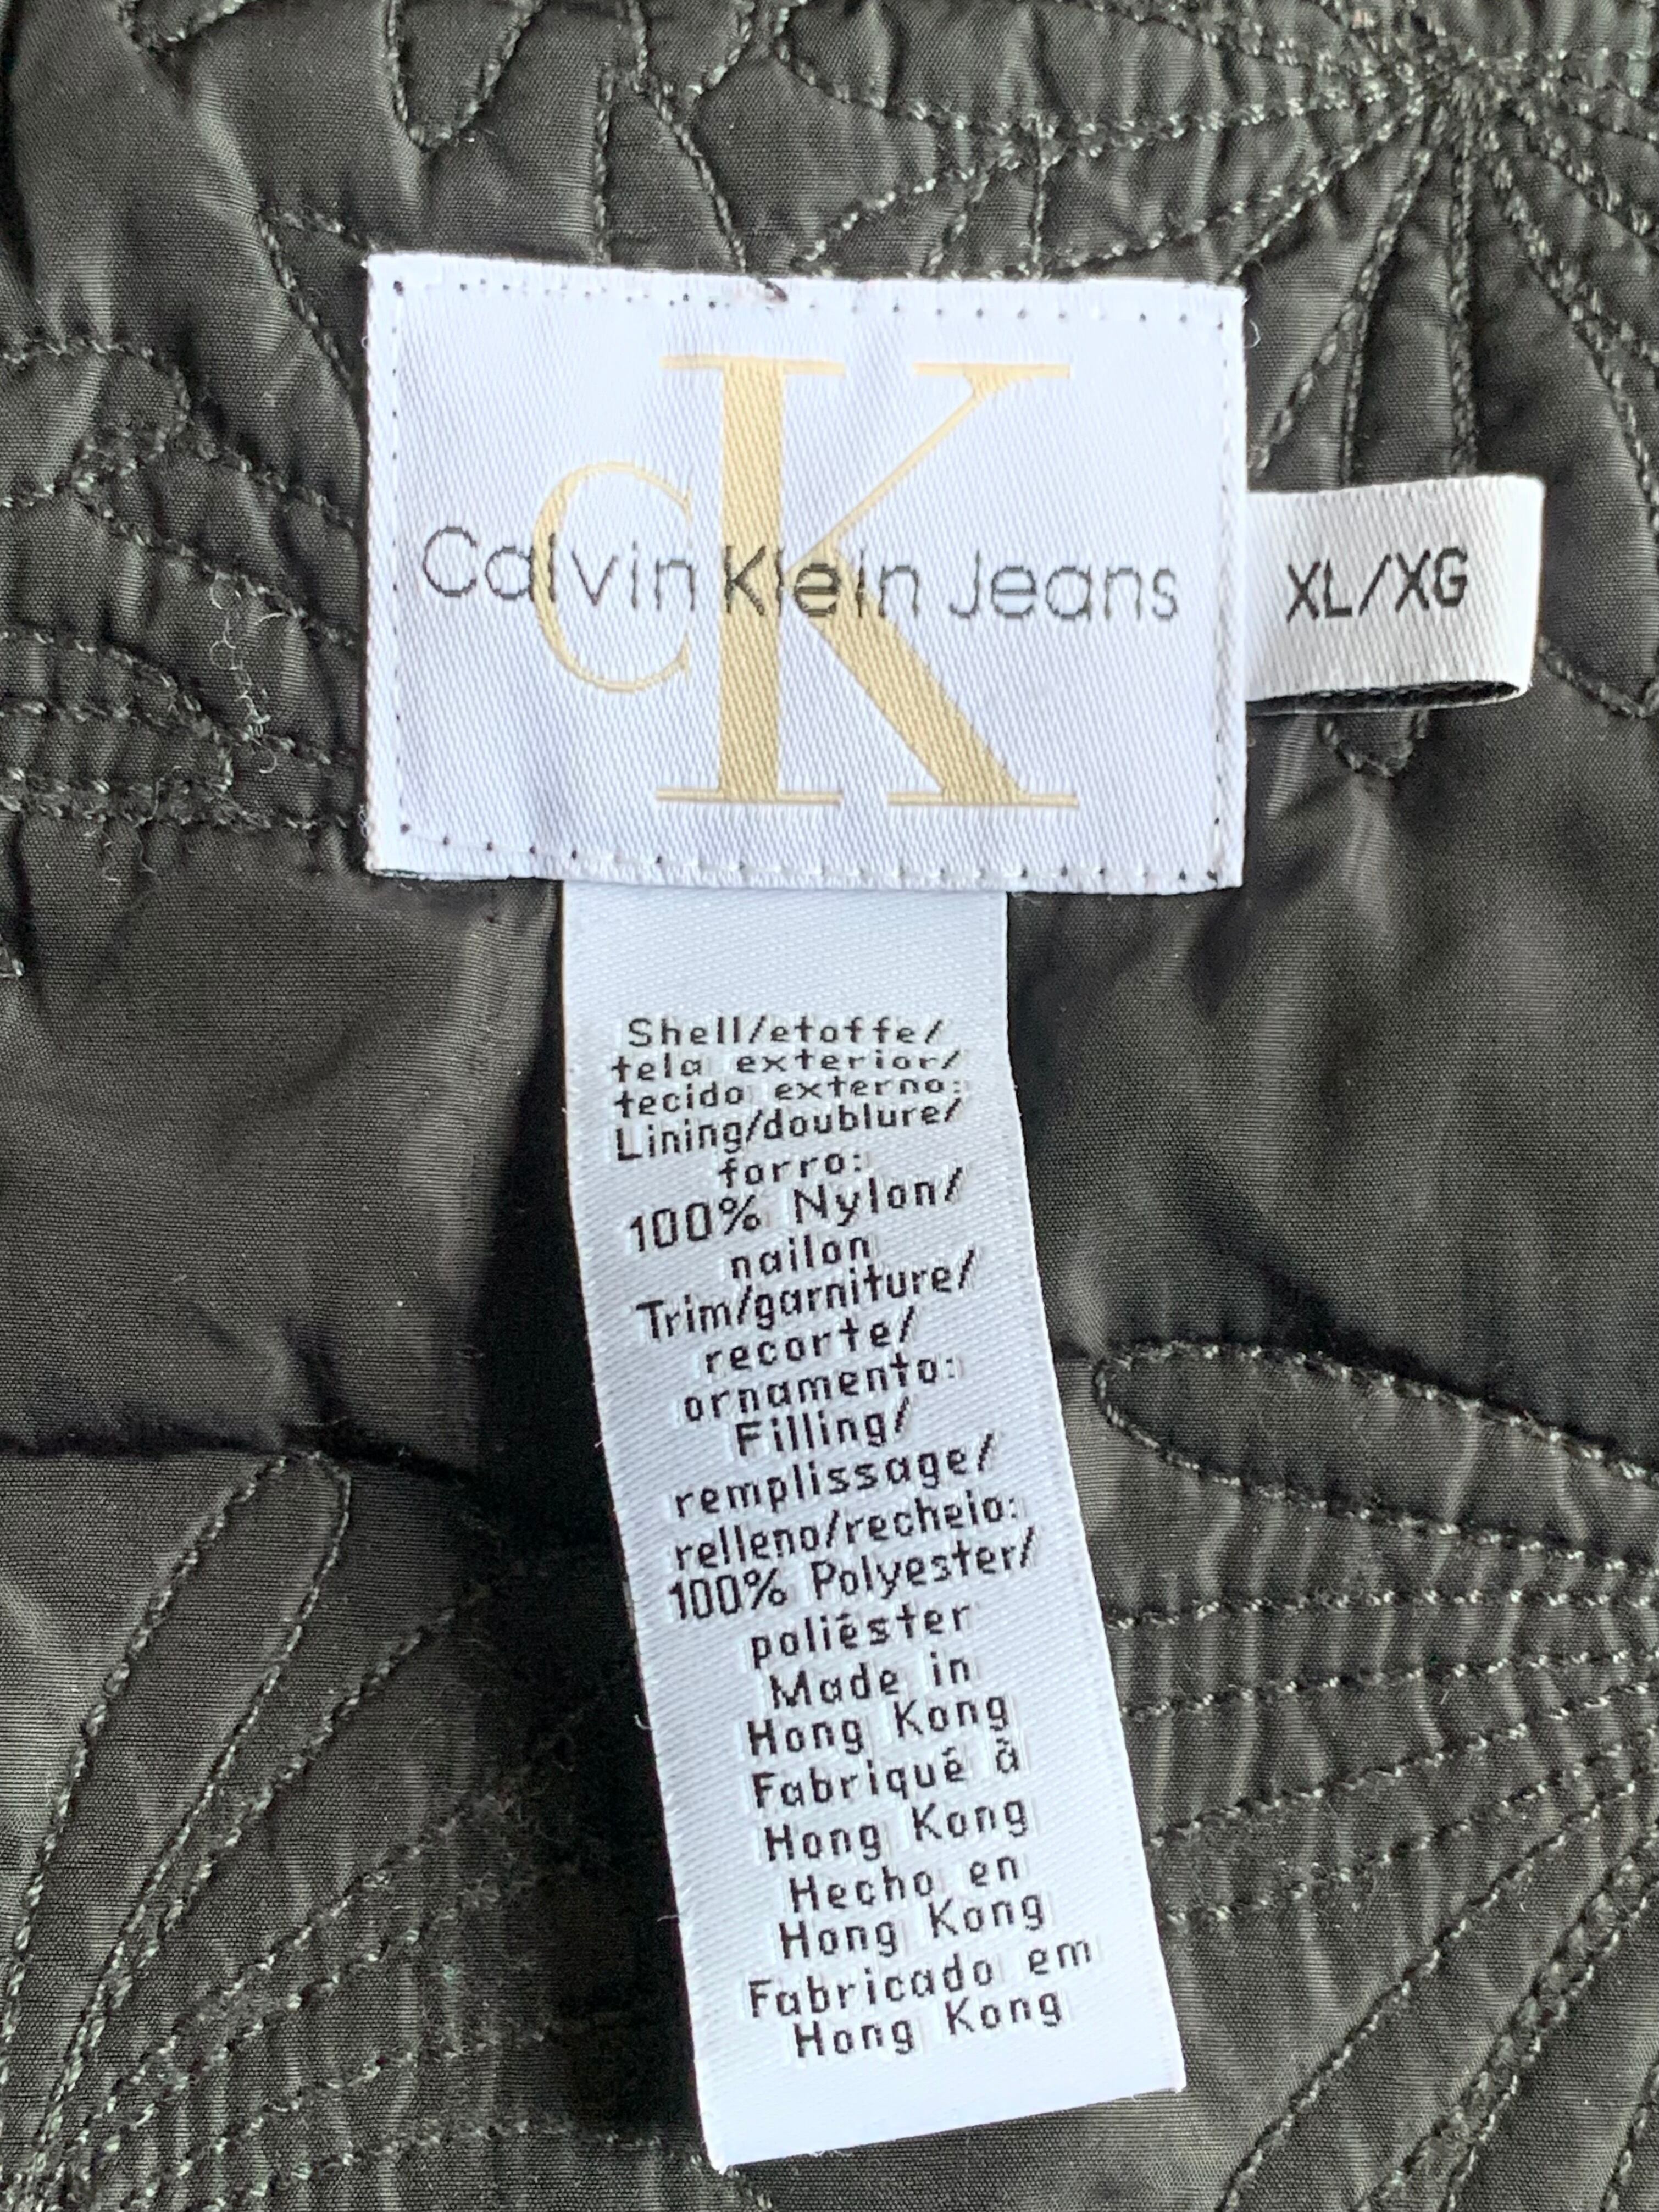 CK
Calvin Klein Jeans
XL/XG
Shell/etoffe/
tela exterior/
tecido externo:
Lining/doublure/
forro:
100% Nylon/
nailon
Trim/garniture/
recorte/
ornamento:
Filling/
remplissage/
relleno/recheio:
100% Polyester/
poliéster
Made in
Hong Kong
Fabriqué à
Hong Kong
Hecho en
Hong Kong
Fabricado em
Hong Kong